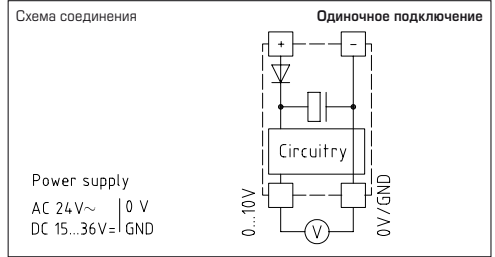 Схема соединения
Одиночное подключение
+ −
Circuitry
Power supply
AC 24V~ | 0 V
DC 15...36V= | GND
0...10V
V
0V/GND